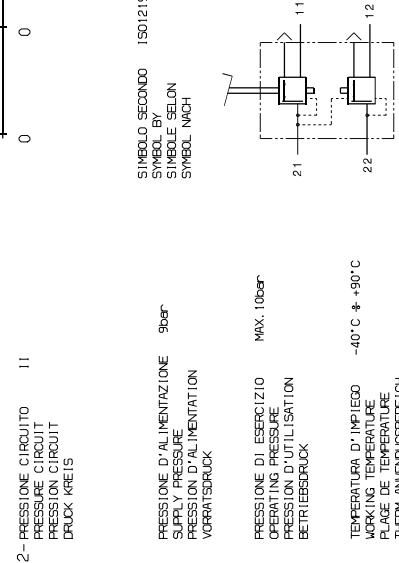 0
0
2- PRESSIONE CIRCUITO II
PRESSURE CIRCUIT
PRESSION CIRCUIT
DRUCK KREIS
SIMBOLO SECONDO
SYMBOL BY
SIMBOLE SELON
SYMBOL NACH
11
12
21
22
PRESSIONE D'ALIMENTAZIONE 9bar
SUPPLY PRESSURE
PRESSION D'ALIMENTATION
VORRATSDRUCK
PRESSIONE DI ESERCIZIO MAX.10bar
OPERATING PRESSURE
PRESSION D'UTILISATION
BETRIEBSDRUCK
TEMPERATURA D'IMPIEGO -40°C ÷ +90°C
WORKING TEMPERATURE
PLAGE DE TEMPERATURE